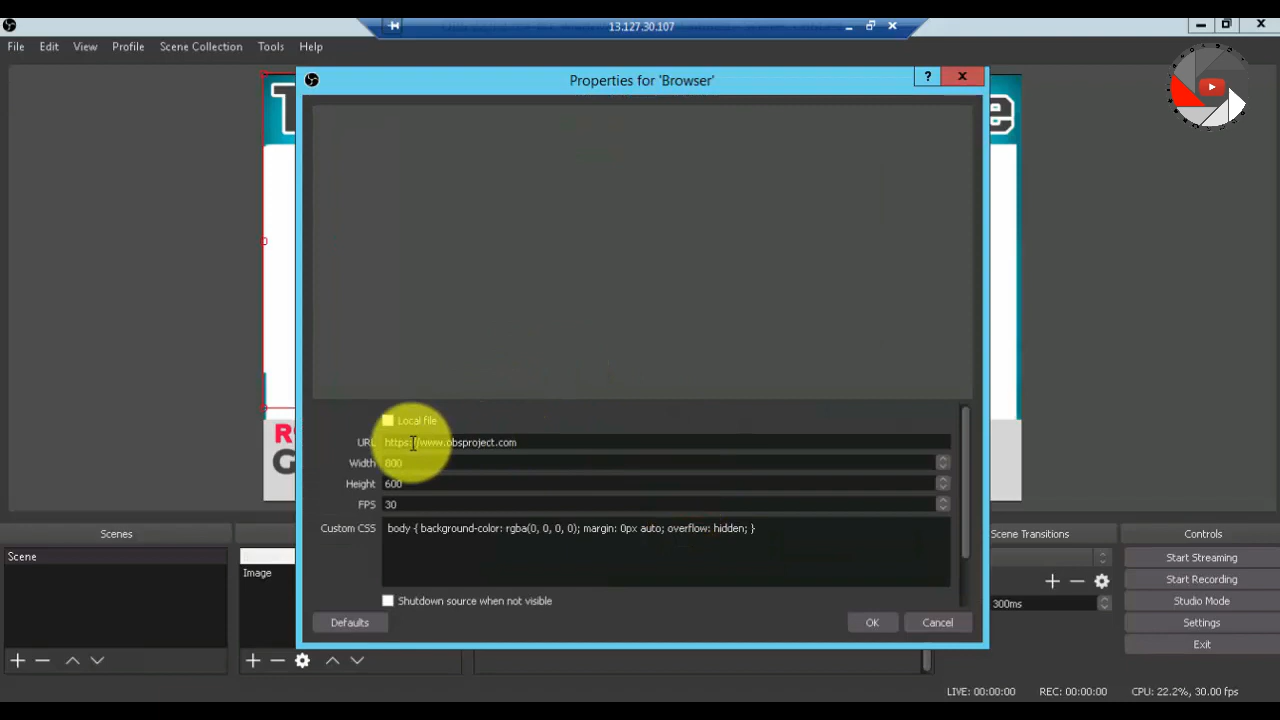 13.127.30.107
File Edit View Profile Scene Collection Tools Help
Properties for 'Browser'
?
Local file
URL https://www.obsproject.com
Width 800
Height 600
FPS 30
Custom CSS body { background-color: rgba(0, 0, 0, 0); margin: 0px auto; overflow: hidden; }
Shutdown source when not visible
Defaults OK Cancel
Scenes
Scene
Image
Scene Transitions
300ms
Controls
Start Streaming
Start Recording
Studio Mode
Settings
Exit
LIVE: 00:00:00 REC: 00:00:00 CPU: 22.2%, 30.00 fps